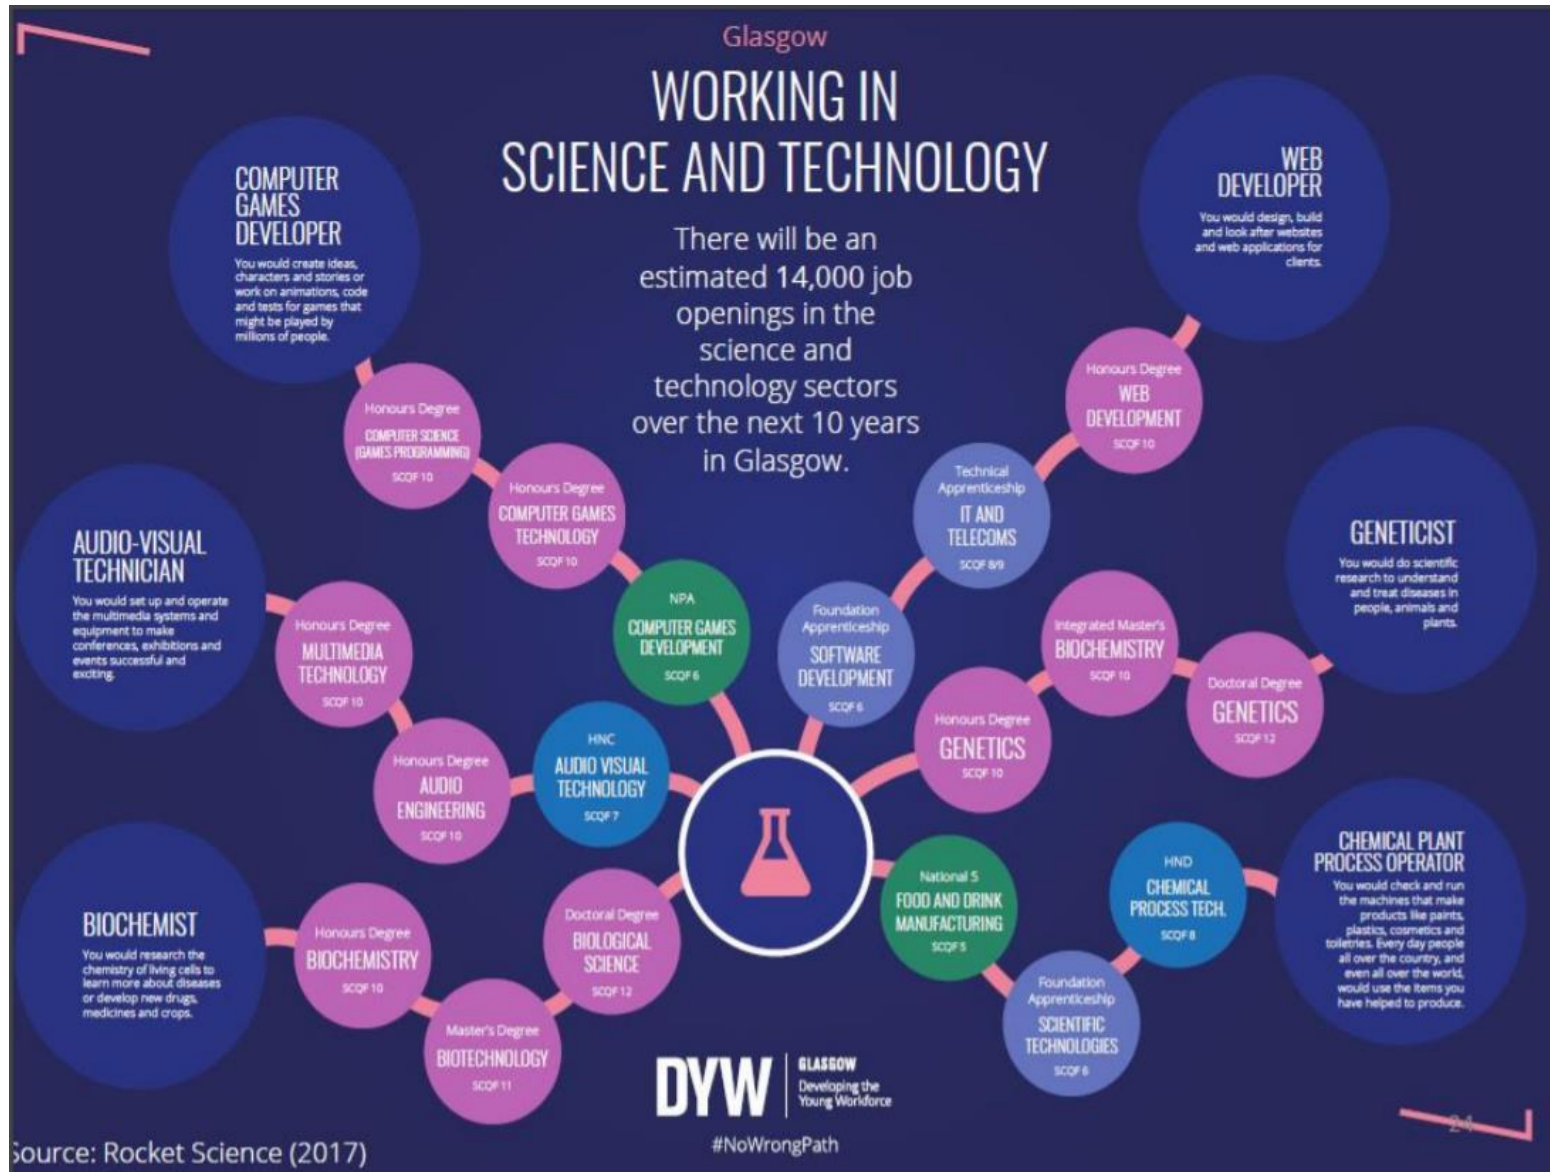 Glasgow
WORKING IN
SCIENCE AND TECHNOLOGY
There will be an
estimated 14,000 job
openings in the
science and
technology sectors
over the next 10 years
in Glasgow.
COMPUTER
GAMES
DEVELOPER
You would create ideas,
characters and stories or
work on animations, code
and tests for games that
might be played by
millions of people.
Honours Degree
COMPUTER SCIENCE
(GAMES PROGRAMMING)
SCQF 10
Honours Degree
COMPUTER GAMES
TECHNOLOGY
SCQF 10
NPA
COMPUTER GAMES
DEVELOPMENT
SCQF 6
WEB
DEVELOPER
You would design, build
and look after websites
and web applications for
clients.
Honours Degree
WEB
DEVELOPMENT
SCQF 10
Technical
Apprenticeship
IT AND
TELECOMS
SCQF 8/9
Foundation
Apprenticeship
SOFTWARE
DEVELOPMENT
SCQF 6
AUDIO-VISUAL
TECHNICIAN
You would set up and operate
the multimedia systems and
equipment to make
conferences, exhibitions and
events successful and
exciting.
Honours Degree
MULTIMEDIA
TECHNOLOGY
SCQF 10
Honours Degree
AUDIO
ENGINEERING
SCQF 10
HNC
AUDIO VISUAL
TECHNOLOGY
SCQF 7
GENETICIST
You would do scientific
research to understand
and treat diseases in
people, animals and
plants.
Doctoral Degree
GENETICS
SCQF 12
Integrated Master's
BIOCHEMISTRY
SCQF 10
Honours Degree
GENETICS
SCQF 10
BIOCHEMIST
You would research the
chemistry of living cells to
learn more about diseases
or develop new drugs,
medicines and crops.
Honours Degree
BIOCHEMISTRY
SCQF 10
Master's Degree
BIOTECHNOLOGY
SCQF 11
Doctoral Degree
BIOLOGICAL
SCIENCE
SCQF 12
National 5
FOOD AND DRINK
MANUFACTURING
SCQF 5
Foundation
Apprenticeship
SCIENTIFIC
TECHNOLOGIES
SCQF 6
HND
CHEMICAL
PROCESS TECH.
SCQF 8
CHEMICAL PLANT
PROCESS OPERATOR
You would check and run
the machines that make
products like paints,
plastics, cosmetics and
toiletries. Every day people
all over the country, and
even all over the world,
would use the items you
have helped to produce.
DYW
GLASGOW
Developing the
Young Workforce
#NoWrongPath
24
Source: Rocket Science (2017)